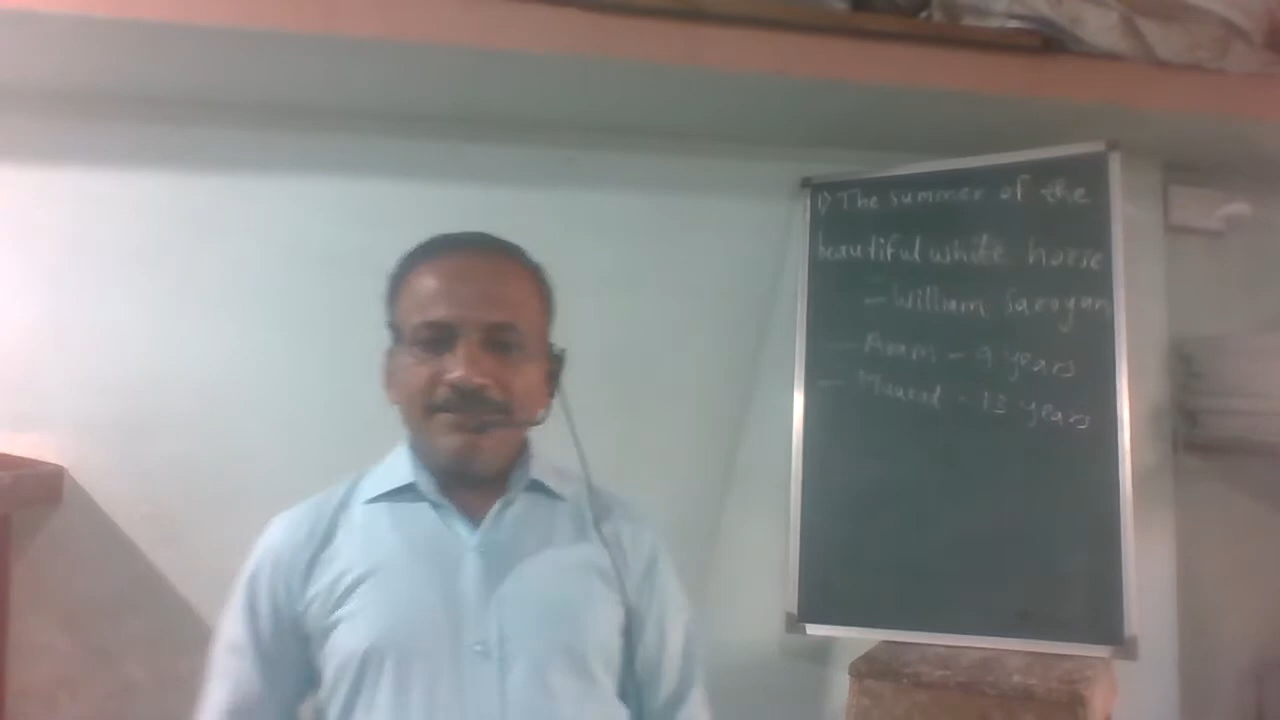 1) The summer of the
beautiful white horse
- William Saroyan
- Aram - 9 years
- Mourad - 13 years